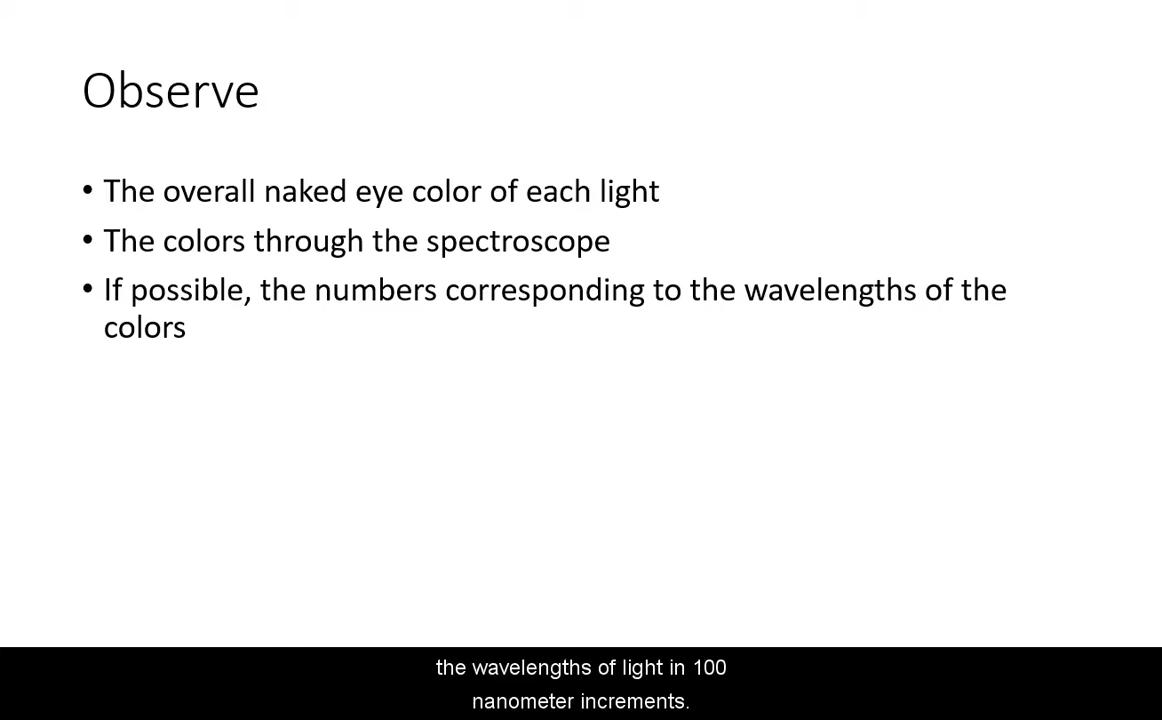 Observe
• The overall naked eye color of each light
• The colors through the spectroscope
• If possible, the numbers corresponding to the wavelengths of the
colors
the wavelengths of light in 100
nanometer increments.